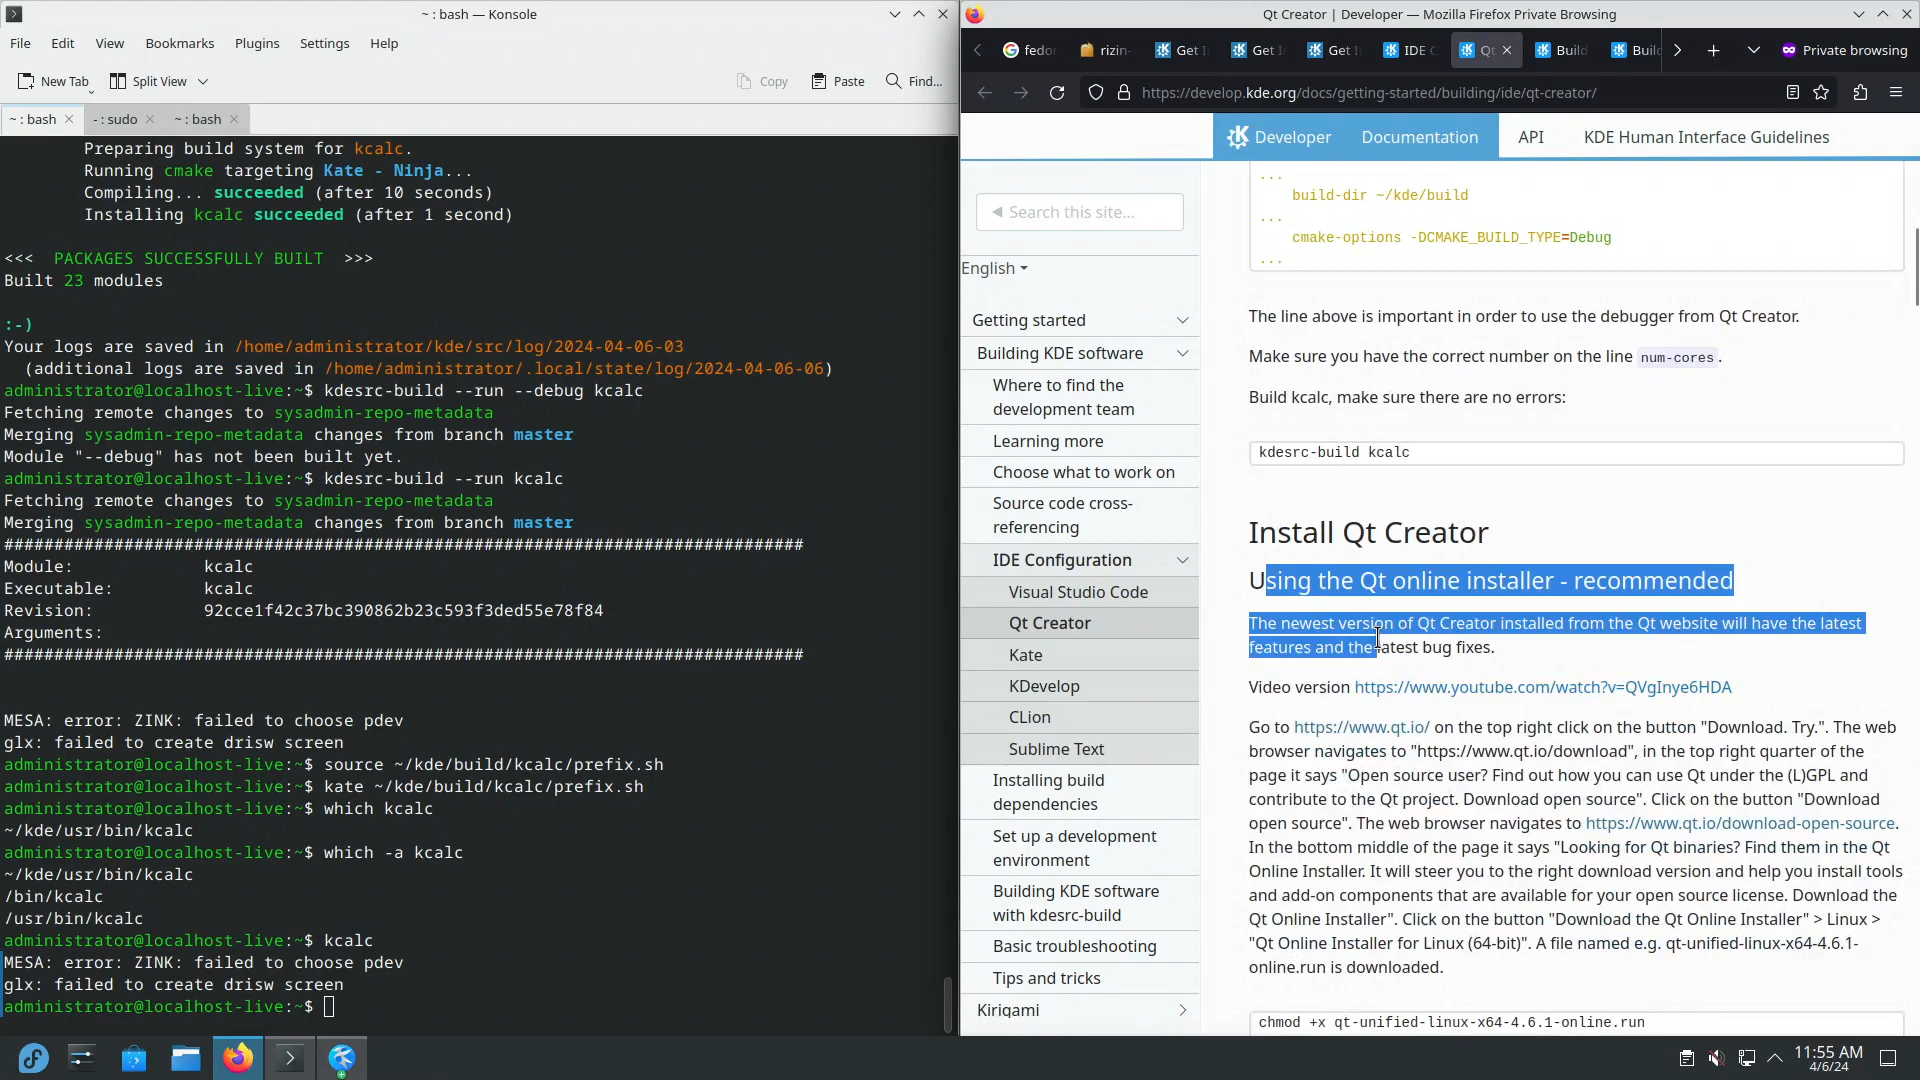 ~ : bash — Konsole
File Edit View Bookmarks Plugins Settings Help
New Tab Split View Copy Paste Find...
~ : bash - : sudo ~ : bash
Preparing build system for kcalc.
Running cmake targeting Kate - Ninja...
Compiling... succeeded (after 10 seconds)
Installing kcalc succeeded (after 1 second)
<<<  PACKAGES SUCCESSFULLY BUILT  >>>
Built 23 modules
:-)
Your logs are saved in /home/administrator/kde/src/log/2024-04-06-03
(additional logs are saved in /home/administrator/.local/state/log/2024-04-06-06)
administrator@localhost-live:~$ kdesrc-build --run --debug kcalc
Fetching remote changes to sysadmin-repo-metadata
Merging sysadmin-repo-metadata changes from branch master
Module "--debug" has not been built yet.
administrator@localhost-live:~$ kdesrc-build --run kcalc
Fetching remote changes to sysadmin-repo-metadata
Merging sysadmin-repo-metadata changes from branch master
################################################################################
Module: kcalc
Executable: kcalc
Revision: 92cce1f42c37bc390862b23c593f3ded55e78f84
Arguments:
################################################################################
MESA: error: ZINK: failed to choose pdev
glx: failed to create drisw screen
administrator@localhost-live:~$ source ~/kde/build/kcalc/prefix.sh
administrator@localhost-live:~$ kate ~/kde/build/kcalc/prefix.sh
administrator@localhost-live:~$ which kcalc
~/kde/usr/bin/kcalc
administrator@localhost-live:~$ which -a kcalc
~/kde/usr/bin/kcalc
/bin/kcalc
/usr/bin/kcalc
administrator@localhost-live:~$ kcalc
MESA: error: ZINK: failed to choose pdev
glx: failed to create drisw screen
administrator@localhost-live:~$
Qt Creator | Developer — Mozilla Firefox Private Browsing
fedor rizin- Get I Get I Get I IDE C Qt Build Buil Private browsing
https://develop.kde.org/docs/getting-started/building/ide/qt-creator/
Developer Documentation API KDE Human Interface Guidelines
Search this site...
English
Getting started
Building KDE software
Where to find the
development team
Learning more
Choose what to work on
Source code cross-
referencing
IDE Configuration
Visual Studio Code
Qt Creator
Kate
KDevelop
CLion
Sublime Text
Installing build
dependencies
Set up a development
environment
Building KDE software
with kdesrc-build
Basic troubleshooting
Tips and tricks
Kirigami
...
build-dir ~/kde/build
...
cmake-options -DCMAKE_BUILD_TYPE=Debug
...
The line above is important in order to use the debugger from Qt Creator.
Make sure you have the correct number on the line num-cores.
Build kcalc, make sure there are no errors:
kdesrc-build kcalc
Install Qt Creator
Using the Qt online installer - recommended
The newest version of Qt Creator installed from the Qt website will have the latest
features and the latest bug fixes.
Video version https://www.youtube.com/watch?v=QVgInye6HDA
Go to https://www.qt.io/ on the top right click on the button "Download. Try.". The web
browser navigates to "https://www.qt.io/download", in the top right quarter of the
page it says "Open source user? Find out how you can use Qt under the (L)GPL and
contribute to the Qt project. Download open source". Click on the button "Download
open source". The web browser navigates to https://www.qt.io/download-open-source.
In the bottom middle of the page it says "Looking for Qt binaries? Find them in the Qt
Online Installer. It will steer you to the right download version and help you install tools
and add-on components that are available for your open source license. Download the
Qt Online Installer". Click on the button "Download the Qt Online Installer" > Linux >
"Qt Online Installer for Linux (64-bit)". A file named e.g. qt-unified-linux-x64-4.6.1-
online.run is downloaded.
chmod +x qt-unified-linux-x64-4.6.1-online.run
11:55 AM
4/6/24